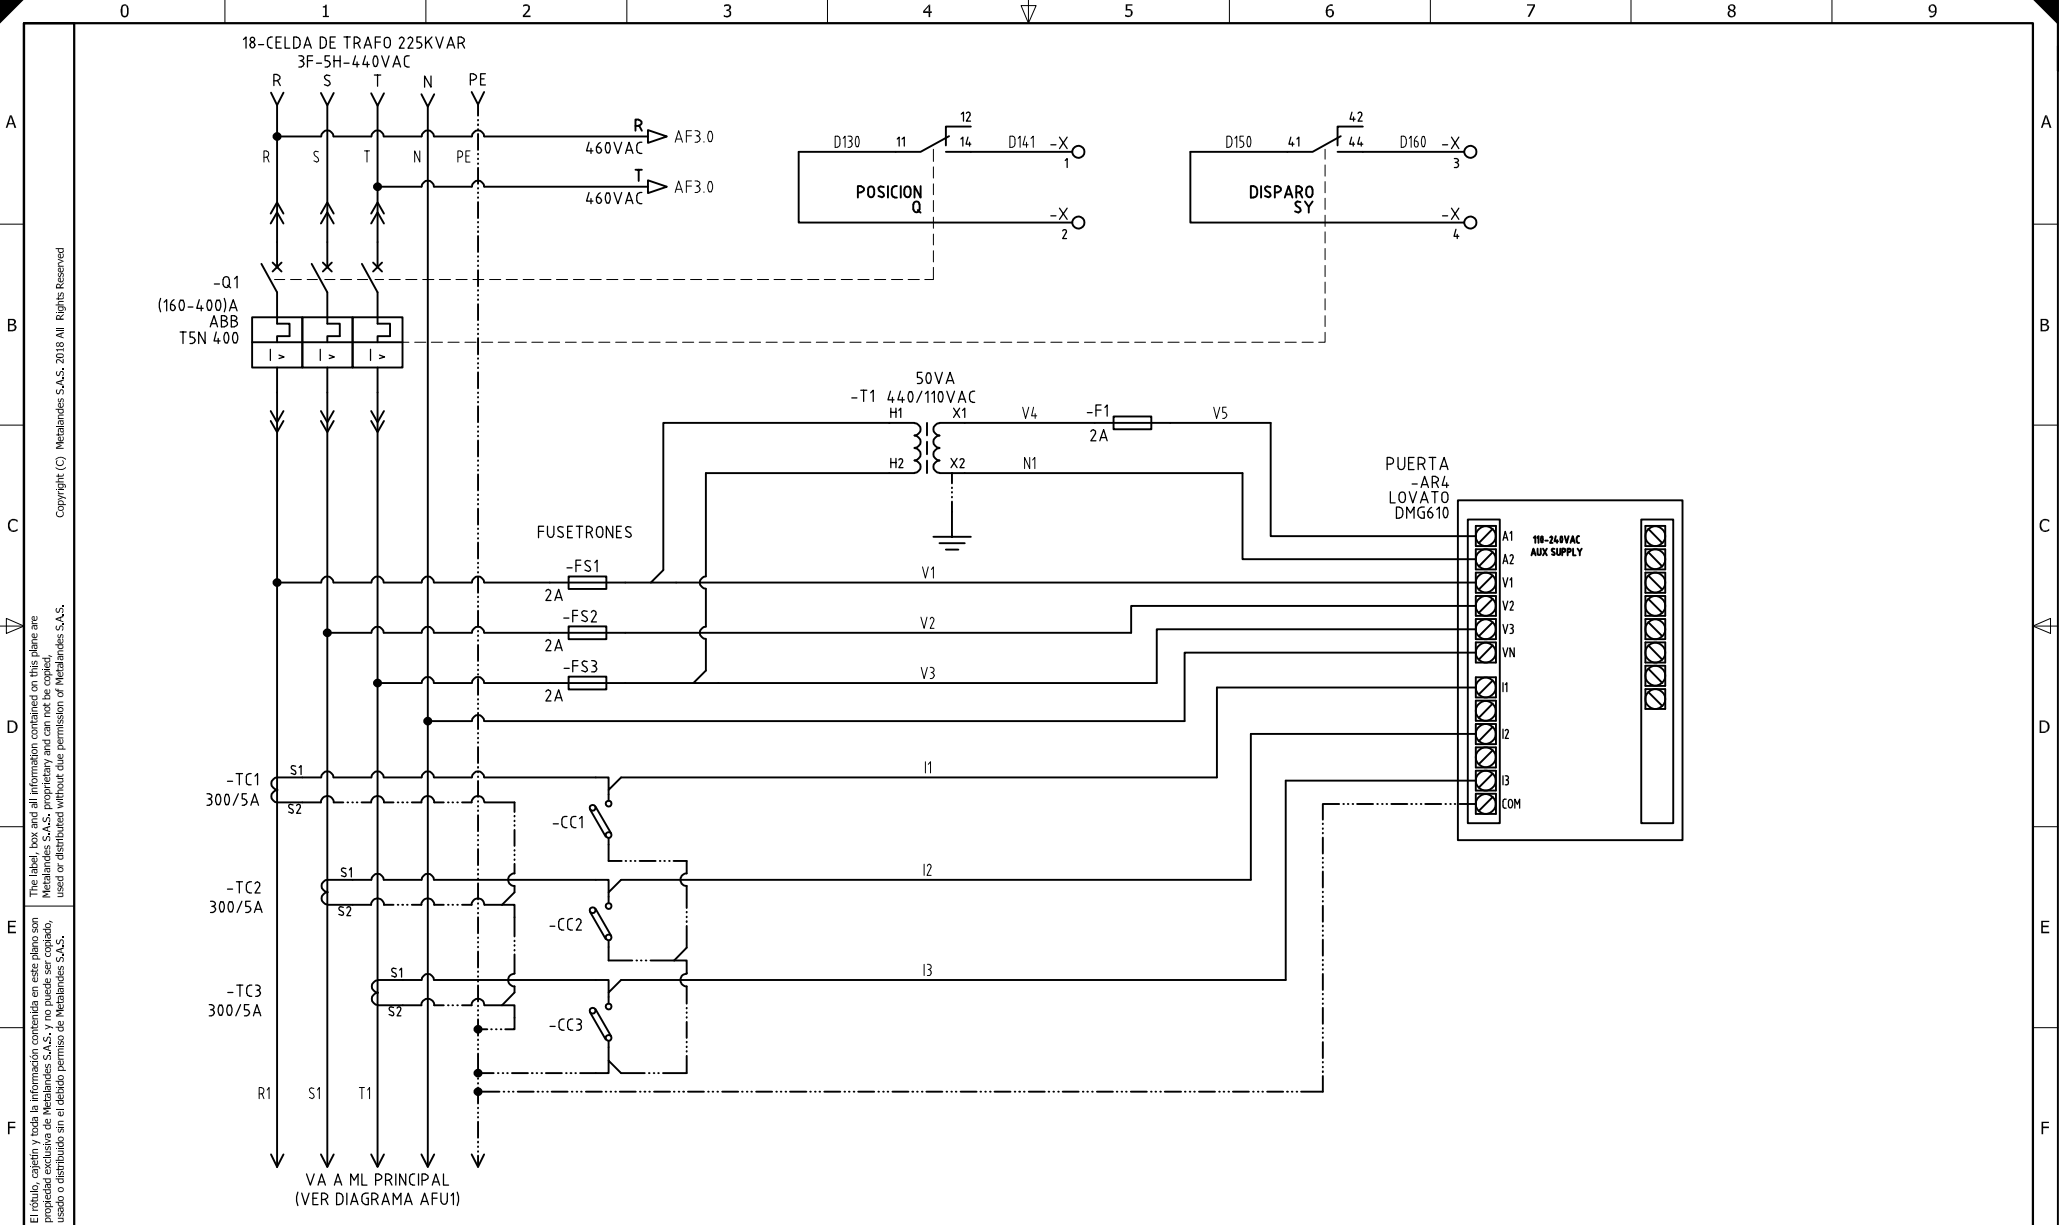 0 1 2 3 4 5 6 7 8 9
18-CELDA DE TRAFO 225KVAR
3F-5H-440VAC
R S T N PE
A A
R
460VAC AF3.0
R S T N PE
T
460VAC AF3.0
12
D130 11 14 D141 -X
1
POSICION
Q
-X
2
42
D150 41 44 D160 -X
3
DISPARO
SY
-X
4
-Q1
(160-400)A
ABB
T5N 400
B B
I > I > I >
50VA
-T1 440/110VAC
H1 X1 V4 -F1 V5
2A
H2 X2 N1
PUERTA
-AR4
LOVATO
DMG610
C C
FUSETRONES
A1 110-240VAC
AUX SUPPLY
A2
V1
V2
V3
VN
I1
I2
I3
COM
-FS1 V1
2A
-FS2 V2
2A
-FS3 V3
2A
D D
-TC1 S1 I1
300/5A S2
-CC1
-TC2 S1 I2
300/5A S2
-CC2
E E
-TC3 S1 I3
300/5A S2
-CC3
R1 S1 T1
F F
VA A ML PRINCIPAL
(VER DIAGRAMA AFU1)
Copyright (C) Metalandes S.A.S. 2018 All Rights Reserved
The label, box and all information contained on this plane are
Metalandes S.A.S. proprietary and can not be copied,
used or distributed without due permission of Metalandes S.A.S.
El rótulo, cajetín y toda la información contenida en este plano son
propiedad exclusiva de Metalandes S.A.S. y no puede ser copiado,
usado o distribuido sin el debido permiso de Metalandes S.A.S.